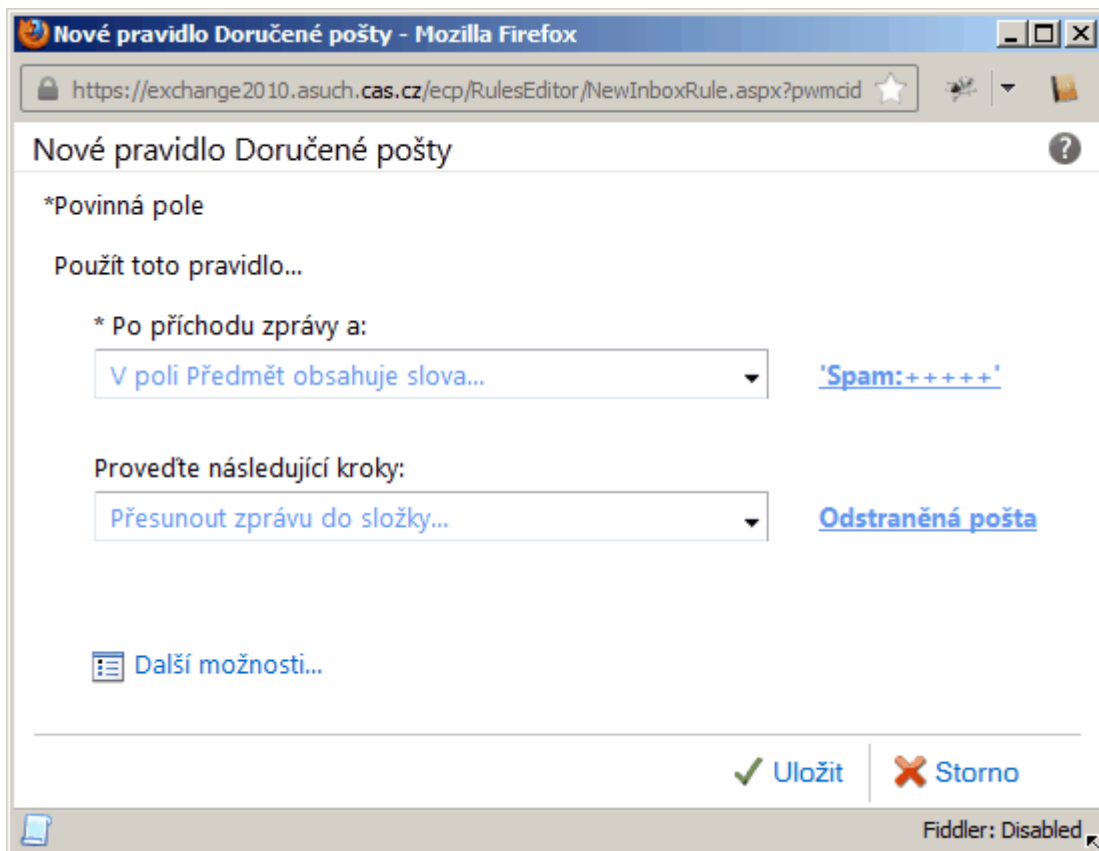 Nové pravidlo Doručené pošty - Mozilla Firefox
https://exchange2010.asuch.cas.cz/ecp/RulesEditor/NewInboxRule.aspx?pwmcid
Nové pravidlo Doručené pošty
*Povinná pole
Použít toto pravidlo...
* Po příchodu zprávy a:
V poli Předmět obsahuje slova... 'Spam:+++++'
Proveďte následující kroky:
Přesunout zprávu do složky... Odstraněná pošta
Další možnosti...
Uložit Storno
Fiddler: Disabled